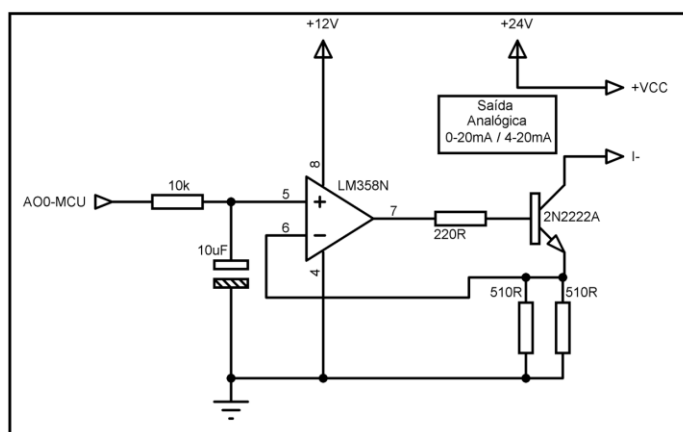 +12V
+24V
+VCC
Saída
Analógica
0-20mA / 4-20mA
I-
8
LM358N
10k
5
AO0-MCU
+
7
2N2222A
6
-
220R
10uF
4
510R
510R